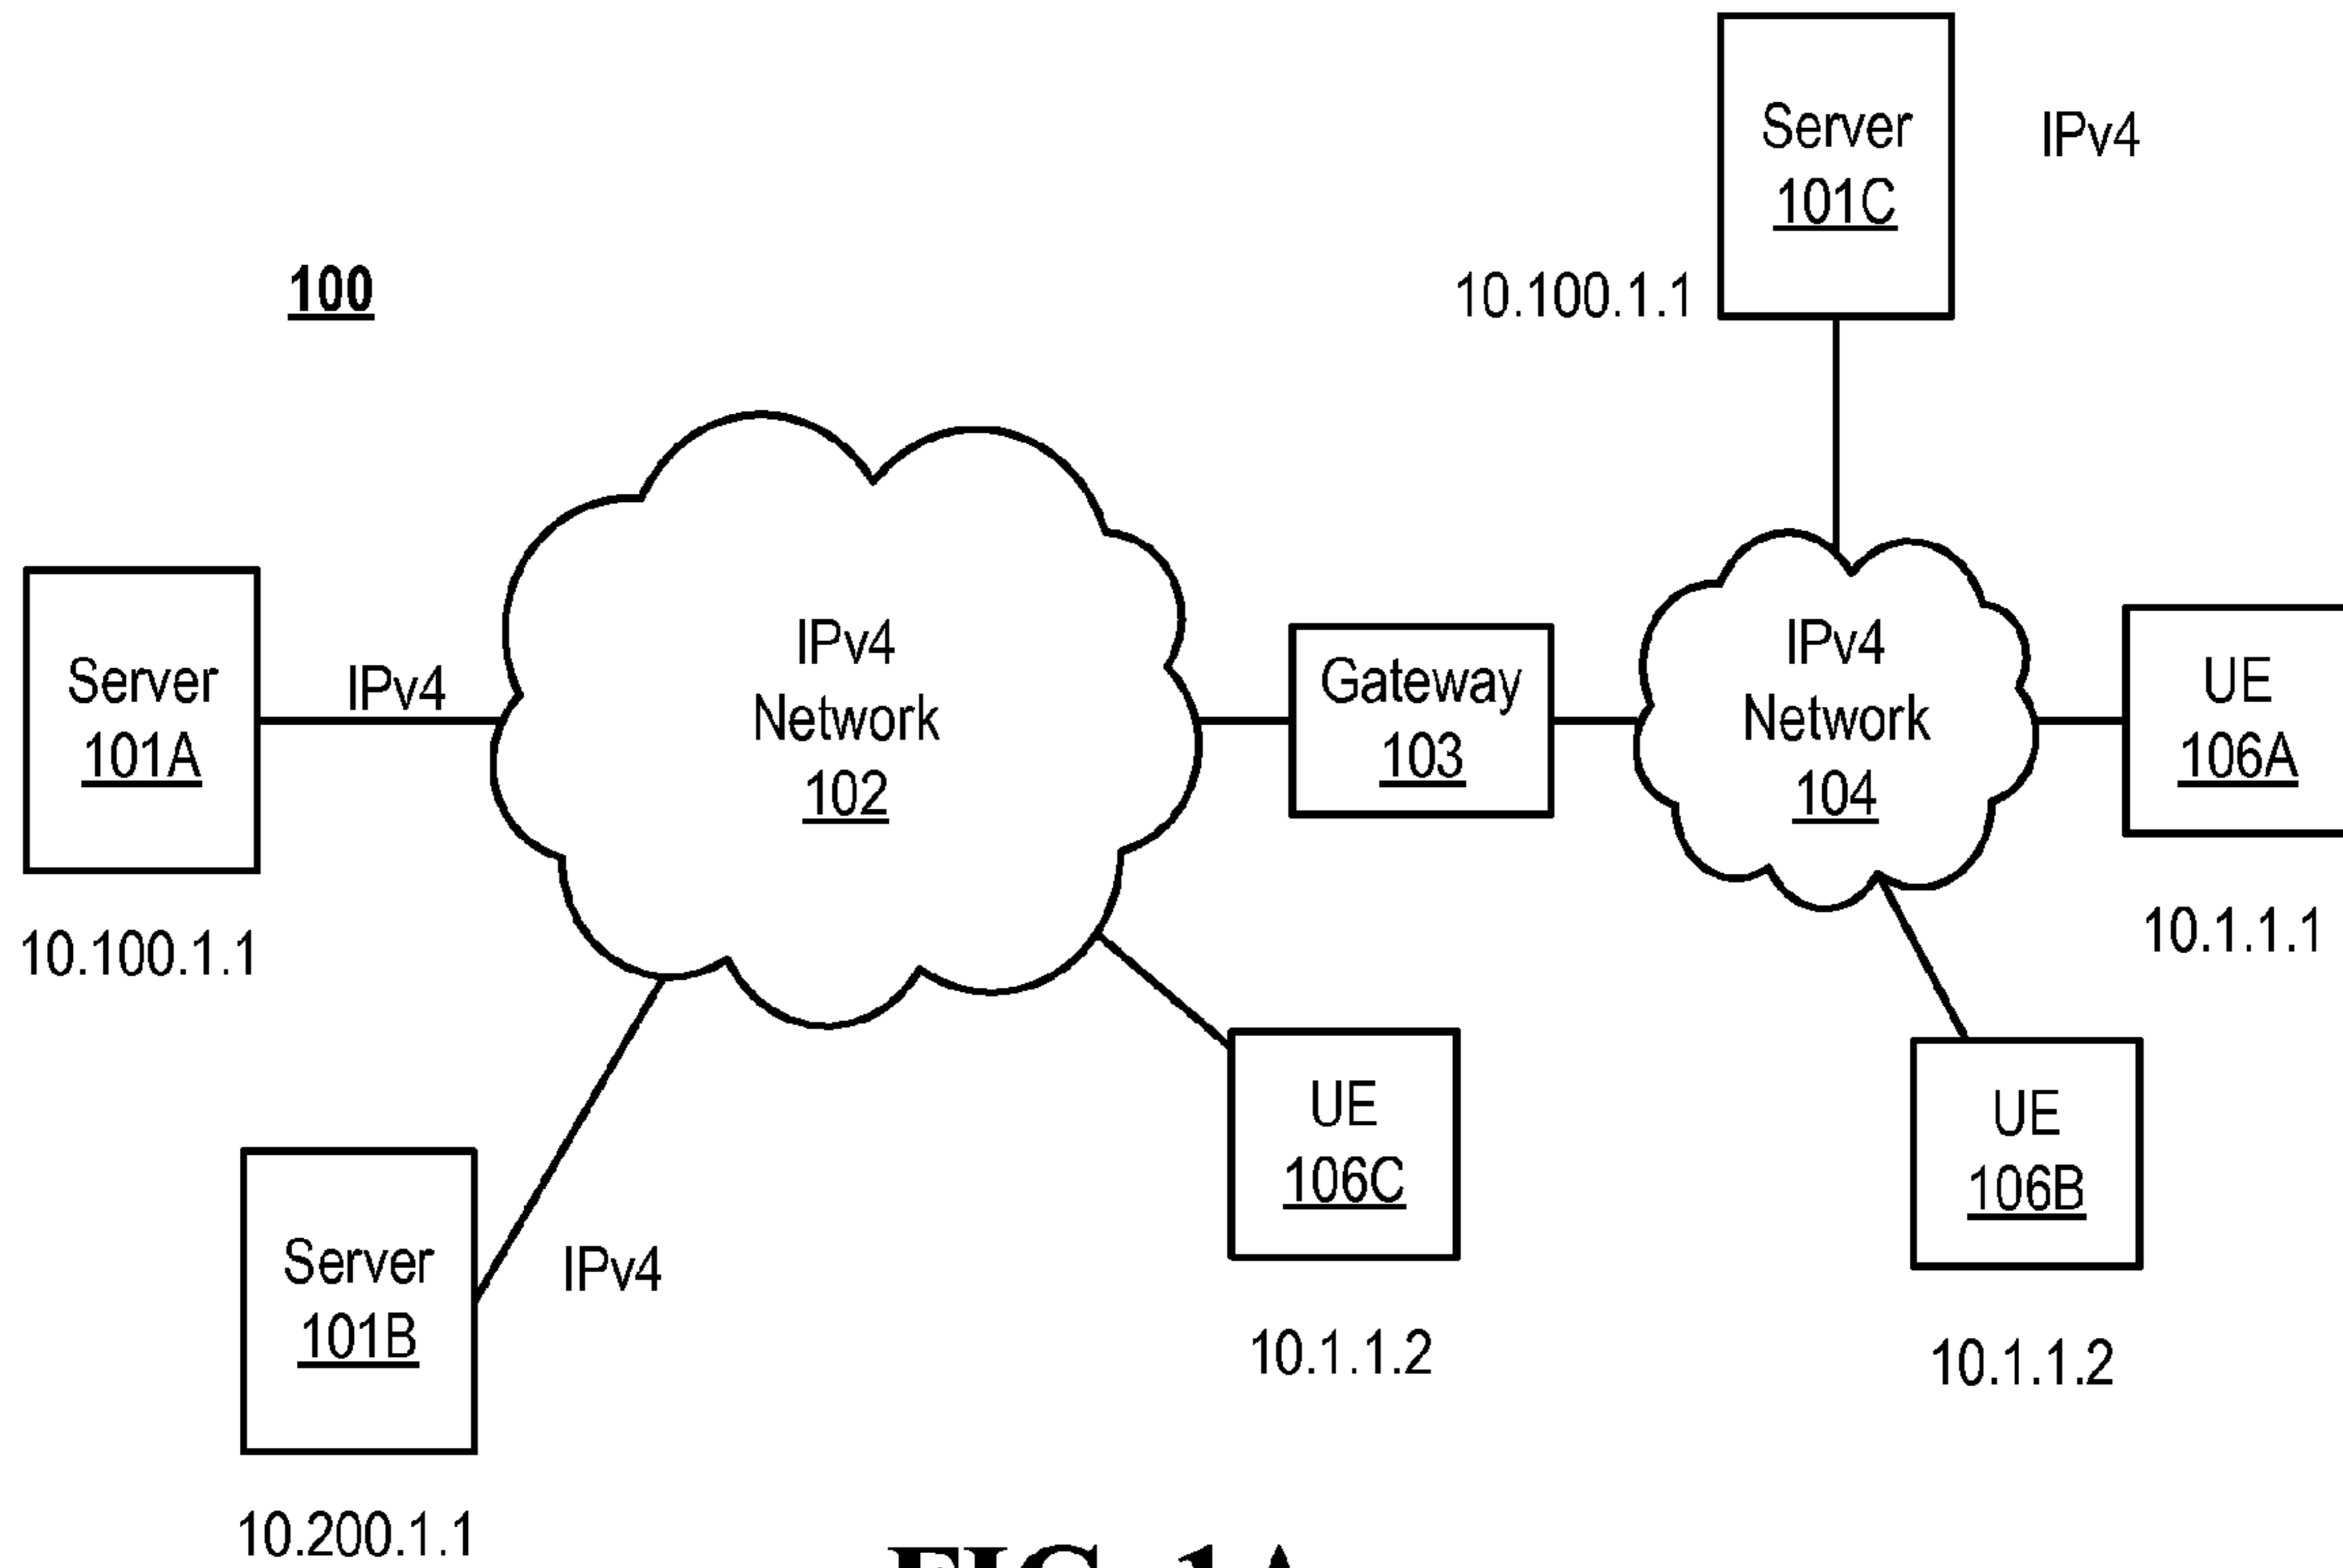 Server
101C
IPv4
10.100.1.1
100
IPv4
Network
102
Server
101A
IPv4
10.100.1.1
Gateway
103
IPv4
Network
104
UE
106A
10.1.1.1
UE
106C
10.1.1.2
UE
106B
10.1.1.2
Server
101B
IPv4
10.200.1.1
FIG. 1A